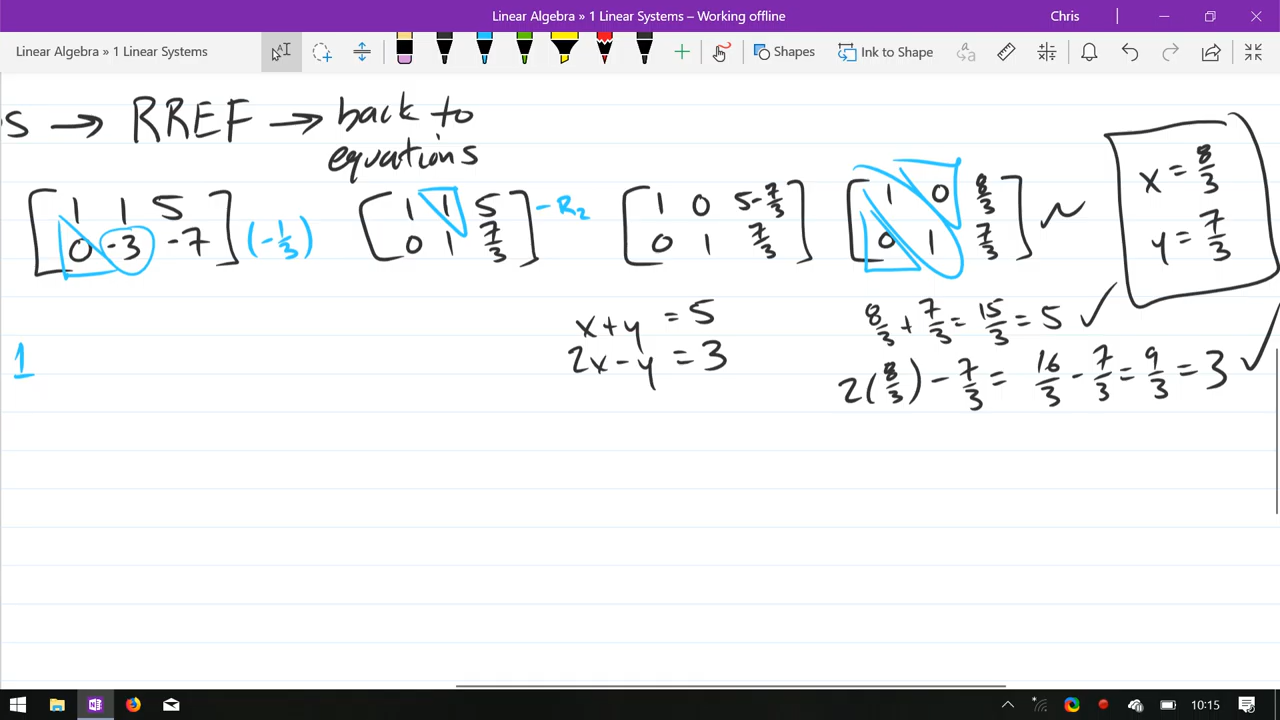 Linear Algebra » 1 Linear Systems – Working offline
Chris
Linear Algebra » 1 Linear Systems
Shapes
Ink to Shape
s → RREF → back to
equations
[1 1 5] [1 1 5] -R₂ [1 0 5-7/3] [1 0 8/3] ~ x = 8/3
[0 -3 -7] (-1/3) [0 1 7/3] [0 1 7/3] [0 1 7/3] y = 7/3
x+y = 5
8/3 + 7/3 = 15/3 = 5 ✓
1
2x-y = 3
2(8/3) - 7/3 = 16/3 - 7/3 = 9/3 = 3 ✓
10:15